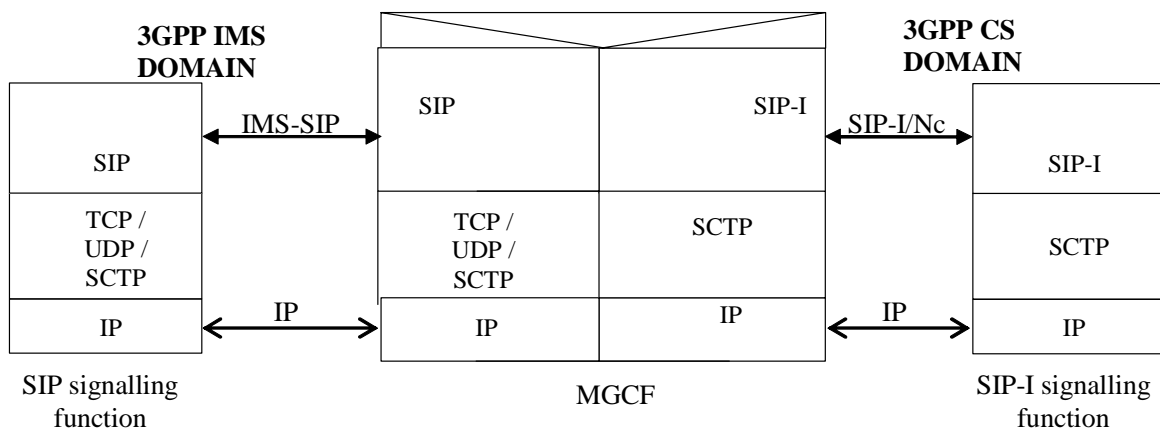 3GPP IMS
DOMAIN
3GPP CS
DOMAIN
SIP
IMS-SIP
SIP
SIP-I
SIP-I/Nc
SIP-I
TCP /
UDP /
SCTP
TCP /
UDP /
SCTP
SCTP
SCTP
IP
IP
IP
IP
IP
IP
SIP signalling
function
MGCF
SIP-I signalling
function